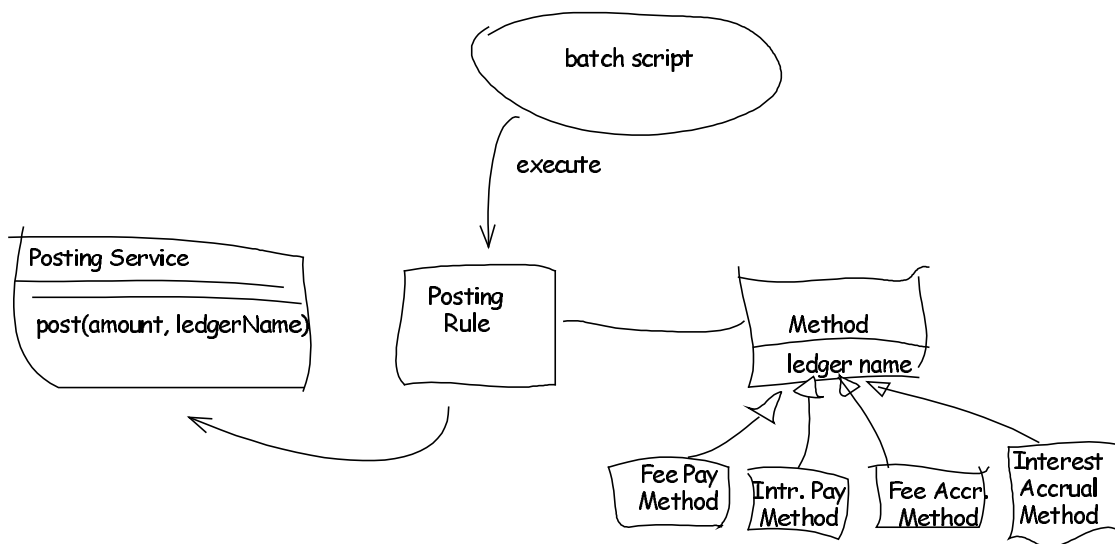 batch script
execute
Posting Service
post(amount, ledgerName)
Posting
Rule
Method
ledger name
Fee Pay
Method
Intr. Pay
Method
Fee Accr.
Method
Interest
Accrual
Method